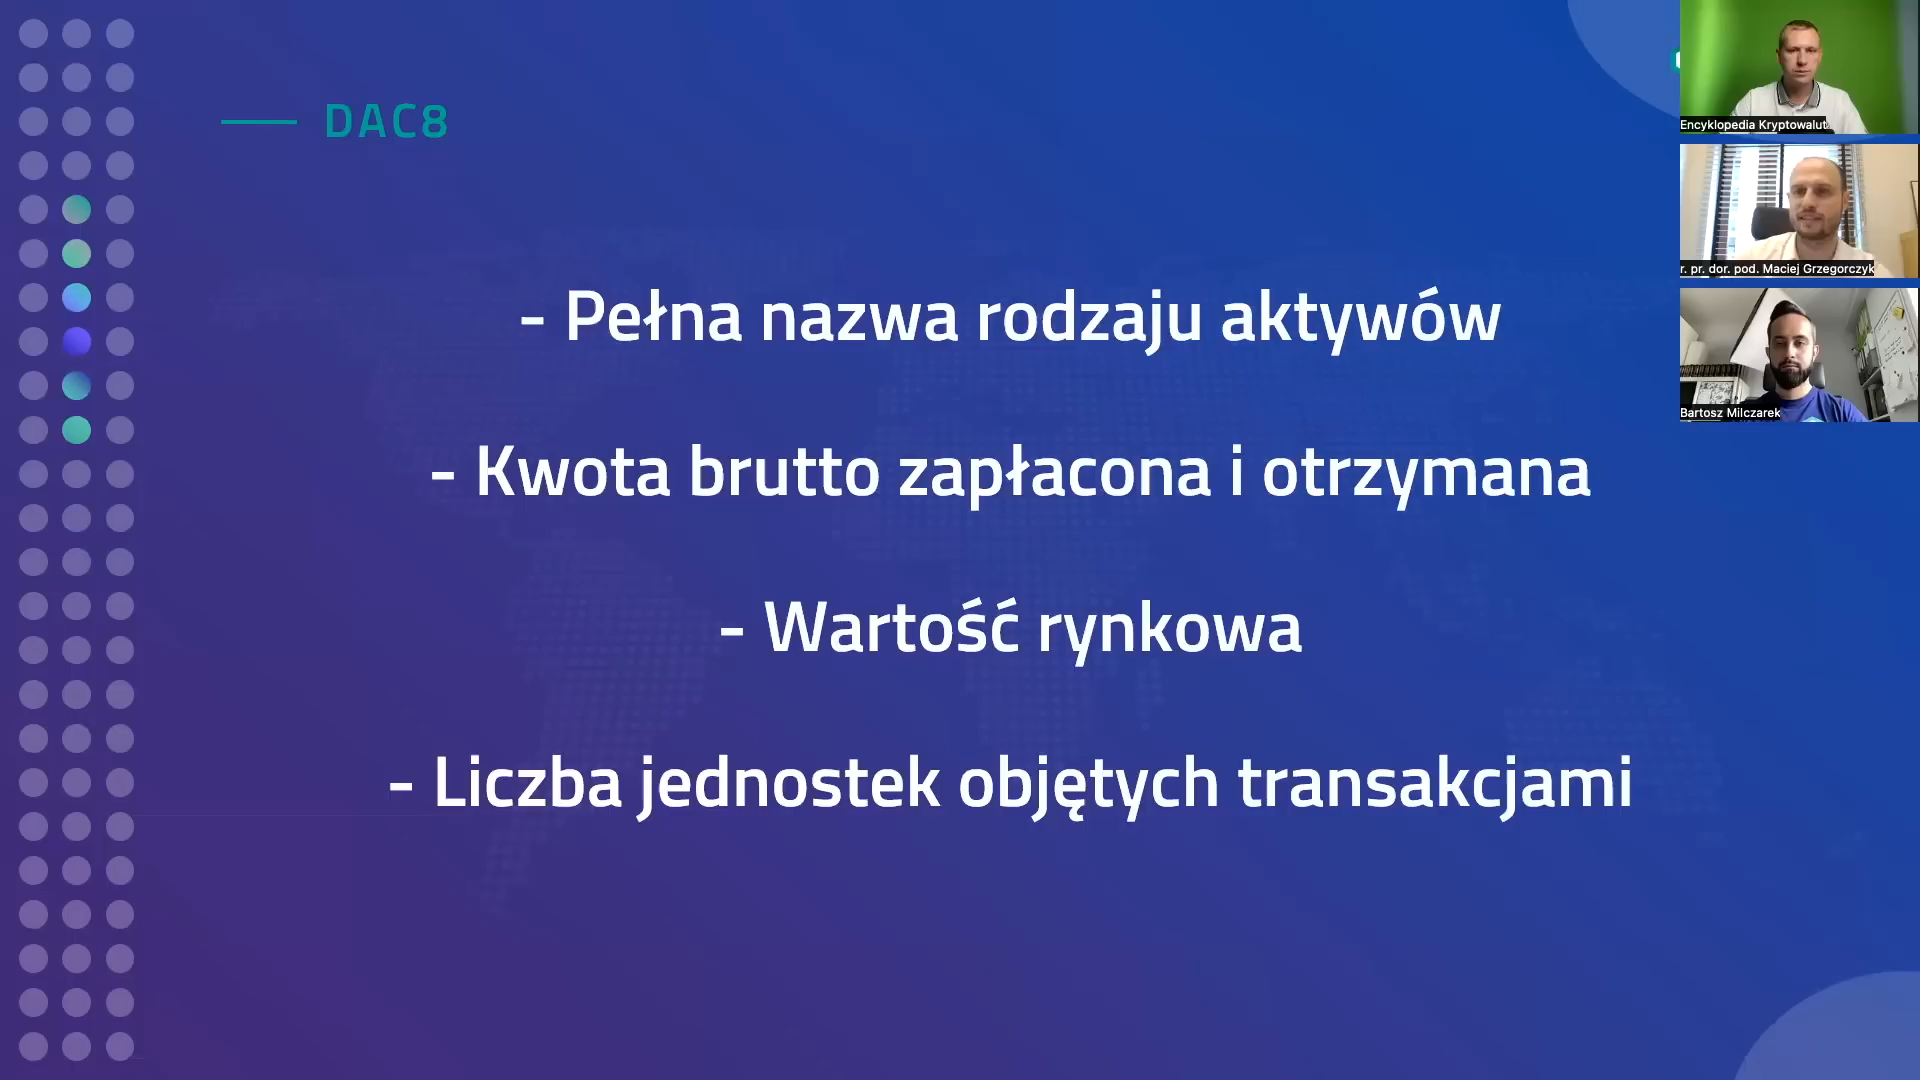 DAC8
- Pełna nazwa rodzaju aktywów
- Kwota brutto zapłacona i otrzymana
- Wartość rynkowa
- Liczba jednostek objętych transakcjami
Encyklopedia Kryptowalut
r. pr. dor. pod. Maciej Grzegorczyk
Bartosz Milczarek